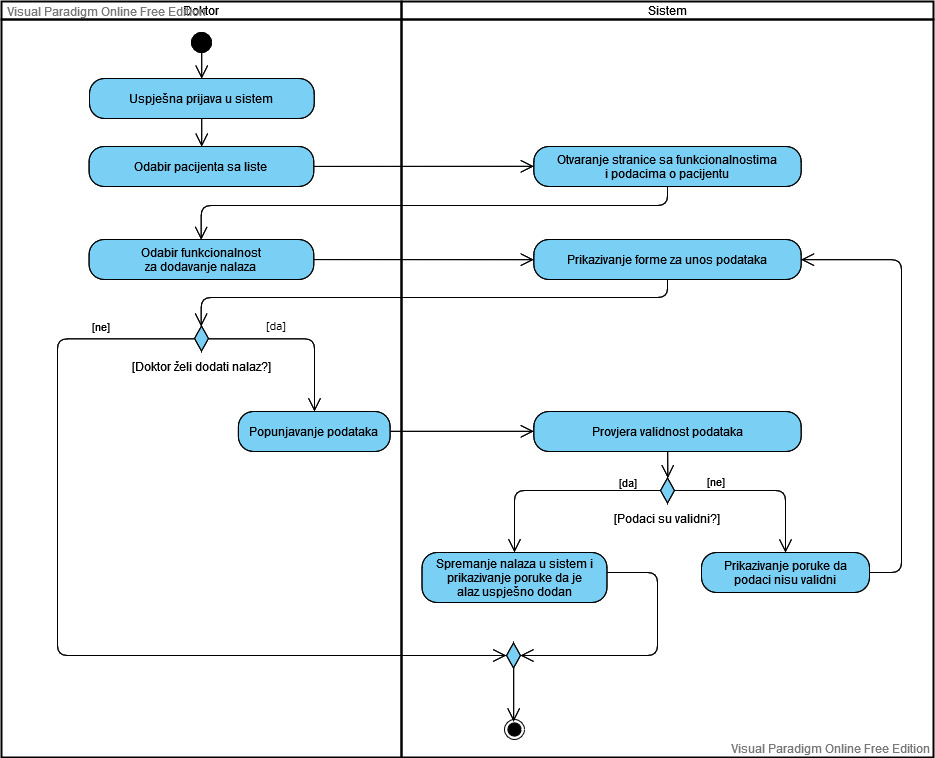 Visual Paradigm Online Free Edition
Doktor
Sistem
Uspješna prijava u sistem
Odabir pacijenta sa liste
Otvaranje stranice sa funkcionalnostima
i podacima o pacijentu
Odabir funkcionalnost
za dodavanje nalaza
Prikazivanje forme za unos podataka
[ne]
[da]
[Doktor želi dodati nalaz?]
Popunjavanje podataka
Provjera validnost podataka
[da]
[ne]
[Podaci su validni?]
Spremanje nalaza u sistem i
prikazivanje poruke da je
alaz uspješno dodan
Prikazivanje poruke da
podaci nisu validni
Visual Paradigm Online Free Edition